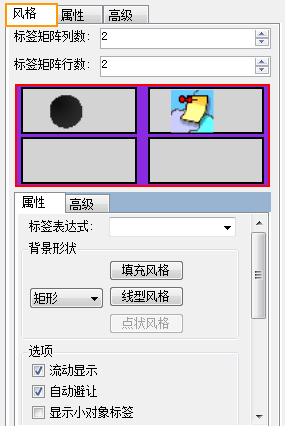 风格 属性 高级
标签矩阵列数: 2
标签矩阵行数: 2
属性 高级
标签表达式:
背景形状
填充风格
矩形 线型风格
点状风格
选项
流动显示
自动避让
显示小对象标签